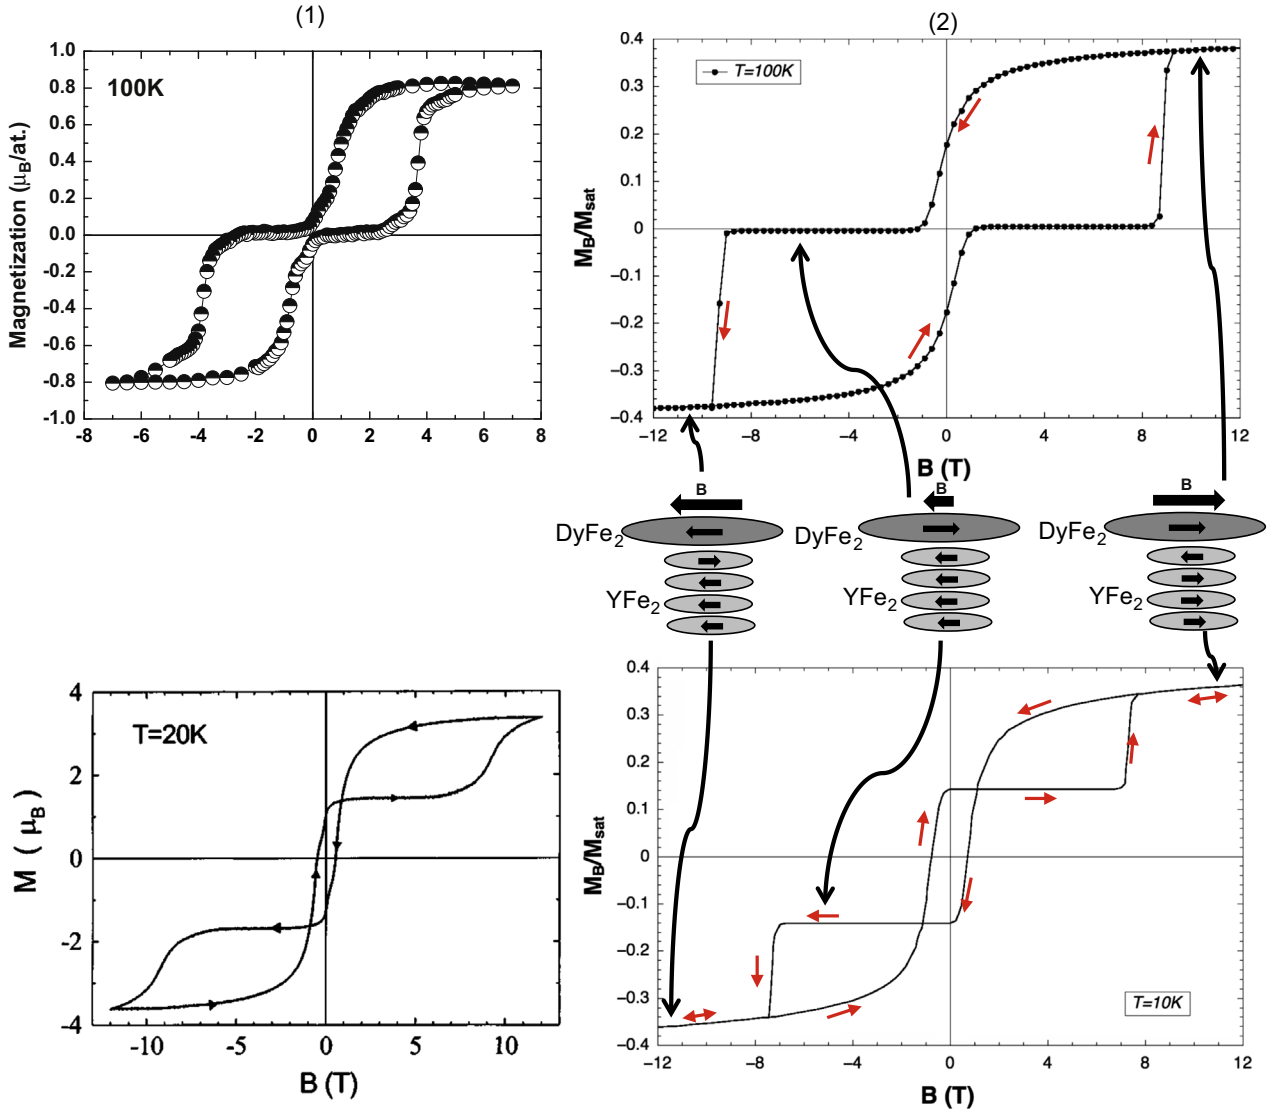 (1)
(2)
100K
1.0
0.8
0.6
0.4
0.2
0.0
-0.2
-0.4
-0.6
-0.8
-1.0
Magnetization (μB/at.)
-8 -6 -4 -2 0 2 4 6 8
T=100K
0.4
0.3
0.2
0.1
0
−0.1
−0.2
−0.3
−0.4
MB/Msat
−12 −8 −4 0 4 8 12
B (T)
B
B
B
DyFe2
DyFe2
DyFe2
YFe2
YFe2
YFe2
T=20K
4
2
0
-2
-4
M ( μB)
-10 -5 0 5 10
B (T)
0.4
0.3
0.2
0.1
0
−0.1
−0.2
−0.3
−0.4
MB/Msat
T=10K
−12 −8 −4 0 4 8 12
B (T)